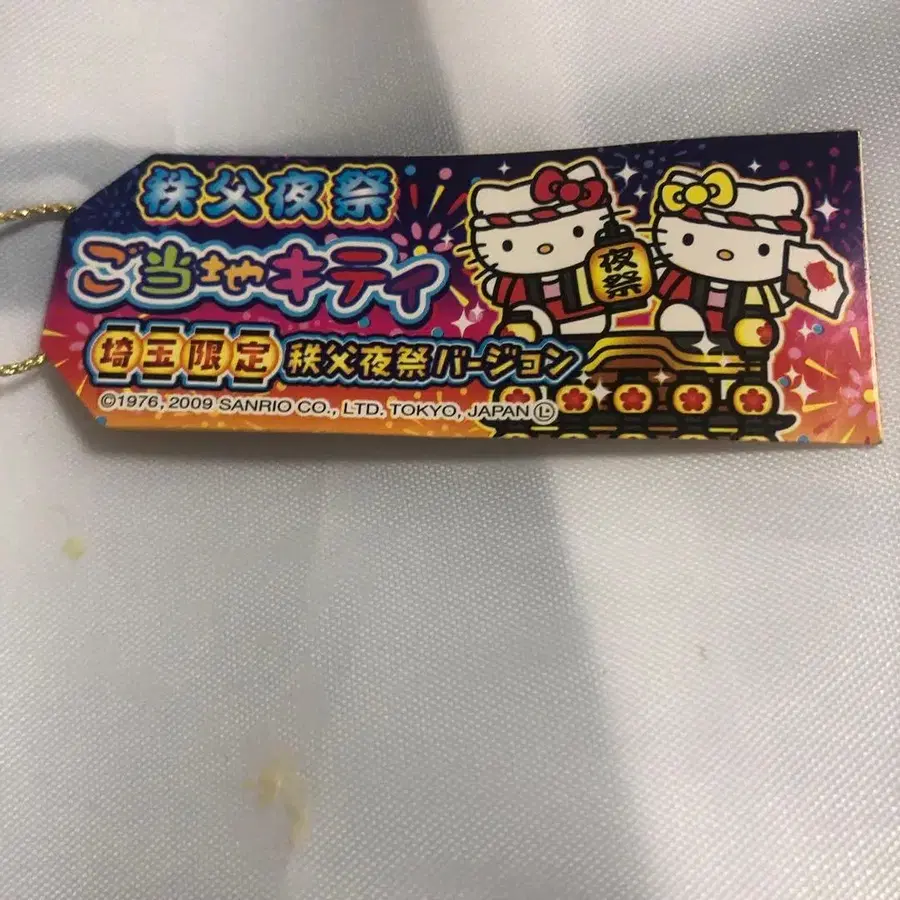 秩父夜祭
ご当地キティ
埼玉限定 秩父夜祭バージョン
©1976, 2009 SANRIO CO., LTD. TOKYO, JAPAN Ⓛ
夜祭